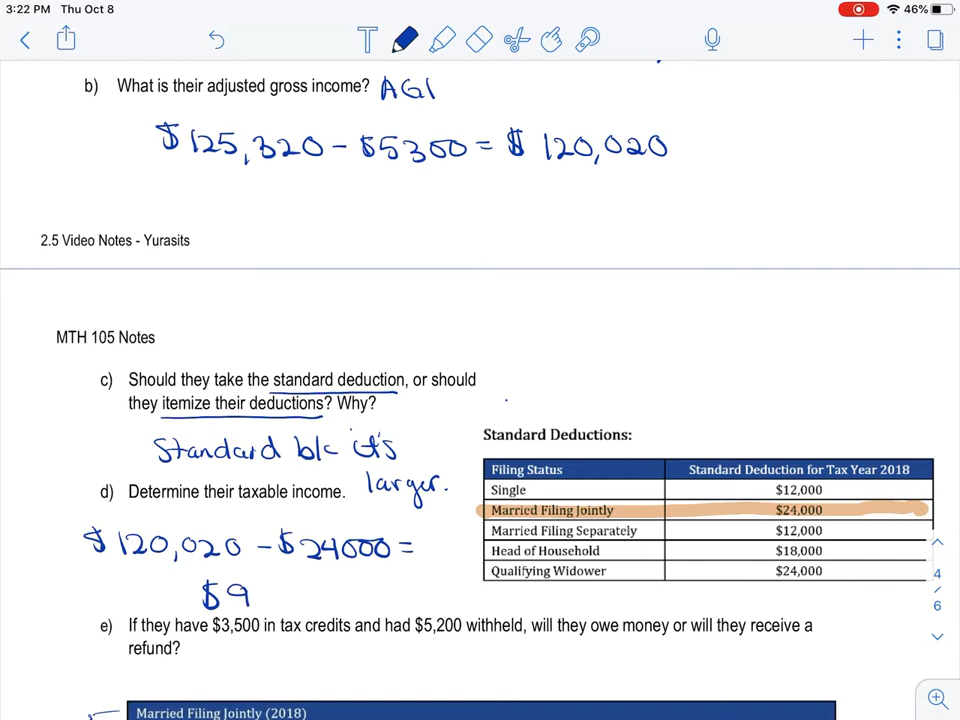 3:22 PM Thu Oct 8 46%
T
b) What is their adjusted gross income? AGI
$125,320 - $5300 = $ 120,020
2.5 Video Notes - Yurasits
MTH 105 Notes
c) Should they take the standard deduction, or should
they itemize their deductions? Why?
Standard b/c it's
larger.
d) Determine their taxable income.
$120,020 - $24000 =
$9
Standard Deductions:
Filing Status Standard Deduction for Tax Year 2018
Single $12,000
Married Filing Jointly $24,000
Married Filing Separately $12,000
Head of Household $18,000
Qualifying Widower $24,000
4
/
6
e) If they have $3,500 in tax credits and had $5,200 withheld, will they owe money or will they receive a
refund?
Married Filing Jointly (2018)